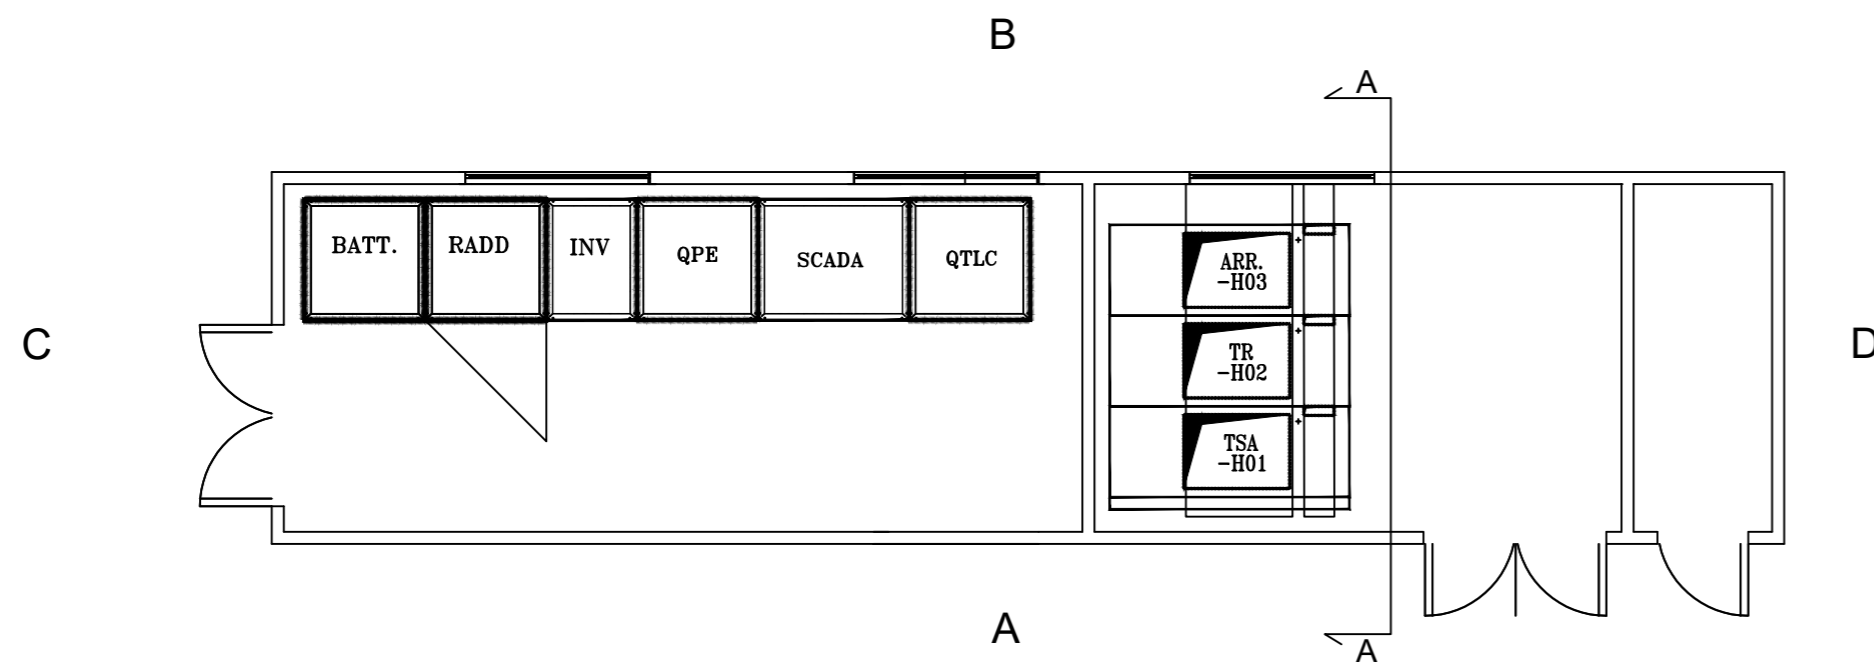 B
A
BATT.
RADD
INV
QPE
SCADA
QTLC
ARR.
-H03
TR
-H02
TSA
-H01
C
D
A
A